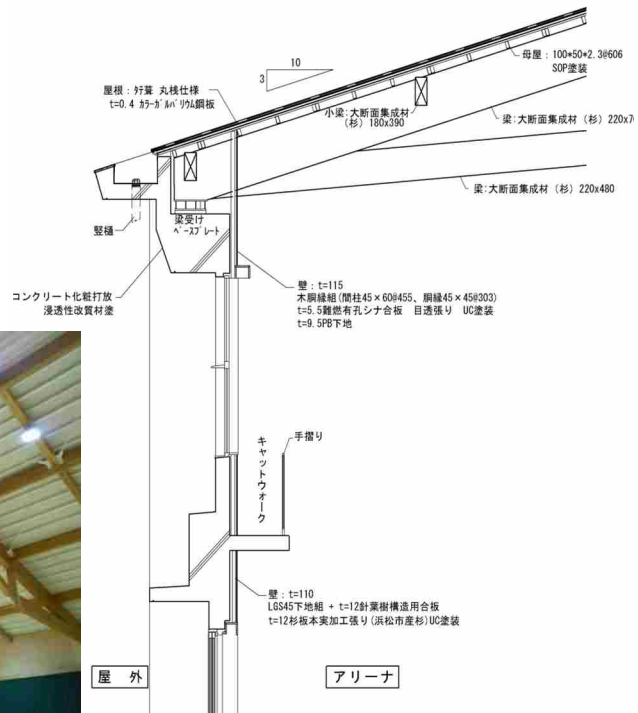 10
3
母屋：100*50*2.3@606
SOP塗装
屋根：ﾀﾃ葺 丸桟仕様
t=0.4 ｶﾗｰｶﾞﾙﾊﾞﾘｳﾑ鋼板
小梁:大断面集成材
（杉）180x390
梁:大断面集成材（杉）220x7
梁:大断面集成材（杉）220x480
竪樋
梁受け
ﾍﾞｰｽﾌﾟﾚｰﾄ
コンクリート化粧打放
浸透性改質材塗
壁：t=115
木胴縁組(間柱45×60@455、胴縁45×45@303)
t=5.5難燃有孔シナ合板　目透張り　UC塗装
t=9.5PB下地
手摺り
キャットウォーク
壁：t=110
LGS45下地組 + t=12針葉樹構造用合板
t=12杉板本実加工張り(浜松市産杉)UC塗装
屋　外
アリーナ